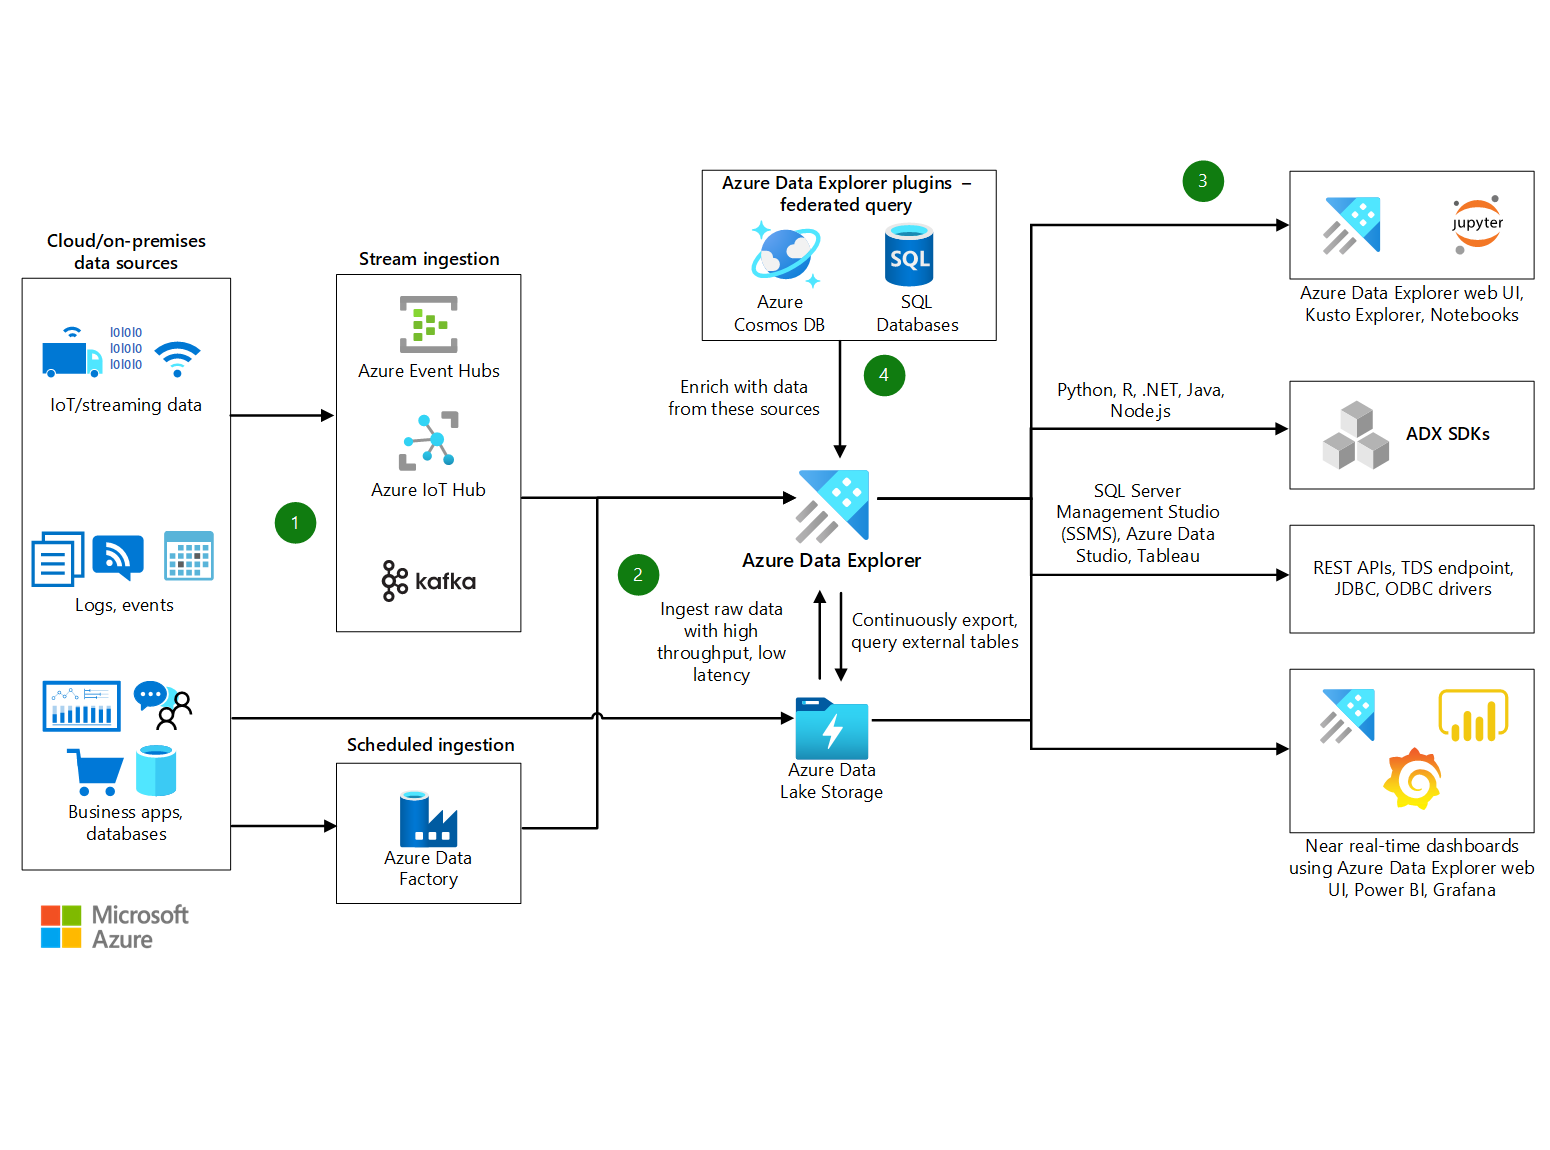 Cloud/on-premises
data sources
IOIOIO
IOIOIO
IOIOIO
IoT/streaming data
Logs, events
Business apps,
databases
Microsoft
Azure
1
Stream ingestion
Azure Event Hubs
Azure IoT Hub
kafka
Scheduled ingestion
Azure Data
Factory
Azure Data Explorer plugins –
federated query
Azure
Cosmos DB
SQL
SQL
Databases
Enrich with data
from these sources
4
Azure Data Explorer
2
Ingest raw data
with high
throughput, low
latency
Continuously export,
query external tables
Azure Data
Lake Storage
3
jupyter
Azure Data Explorer web UI,
Kusto Explorer, Notebooks
Python, R, .NET, Java,
Node.js
ADX SDKs
SQL Server
Management Studio
(SSMS), Azure Data
Studio, Tableau
REST APIs, TDS endpoint,
JDBC, ODBC drivers
Near real-time dashboards
using Azure Data Explorer web
UI, Power BI, Grafana